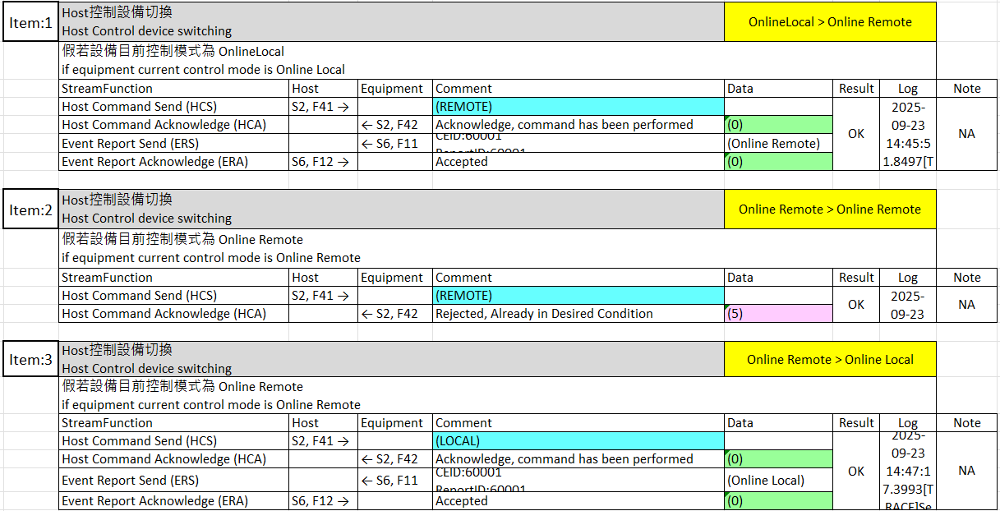 Item:1
Host控制設備切換
Host Control device switching
OnlineLocal > Online Remote
假若設備目前控制模式為 OnlineLocal
if equipment current control mode is Online Local
StreamFunction Host Equipment Comment Data Result Log Note
Host Command Send (HCS) S2, F41 → (REMOTE)
Host Command Acknowledge (HCA) ← S2, F42 Acknowledge, command has been performed (0)
Event Report Send (ERS) ← S6, F11 CEID:60001 ReportID:60001 (Online Remote)
Event Report Acknowledge (ERA) S6, F12 → Accepted (0)
OK
2025-
09-23
14:45:5
1.8497[T
NA
Item:2
Host控制設備切換
Host Control device switching
Online Remote > Online Remote
假若設備目前控制模式為 Online Remote
if equipment current control mode is Online Remote
StreamFunction Host Equipment Comment Data Result Log Note
Host Command Send (HCS) S2, F41 → (REMOTE)
Host Command Acknowledge (HCA) ← S2, F42 Rejected, Already in Desired Condition (5)
OK
2025-
09-23
NA
Item:3
Host控制設備切換
Host Control device switching
Online Remote > Online Local
假若設備目前控制模式為 Online Remote
if equipment current control mode is Online Remote
StreamFunction Host Equipment Comment Data Result Log Note
Host Command Send (HCS) S2, F41 → (LOCAL)
Host Command Acknowledge (HCA) ← S2, F42 Acknowledge, command has been performed (0)
Event Report Send (ERS) ← S6, F11 CEID:60001 ReportID:60001 (Online Local)
Event Report Acknowledge (ERA) S6, F12 → Accepted (0)
OK
2025-
09-23
14:47:1
7.3993[T
RACE]Se
NA